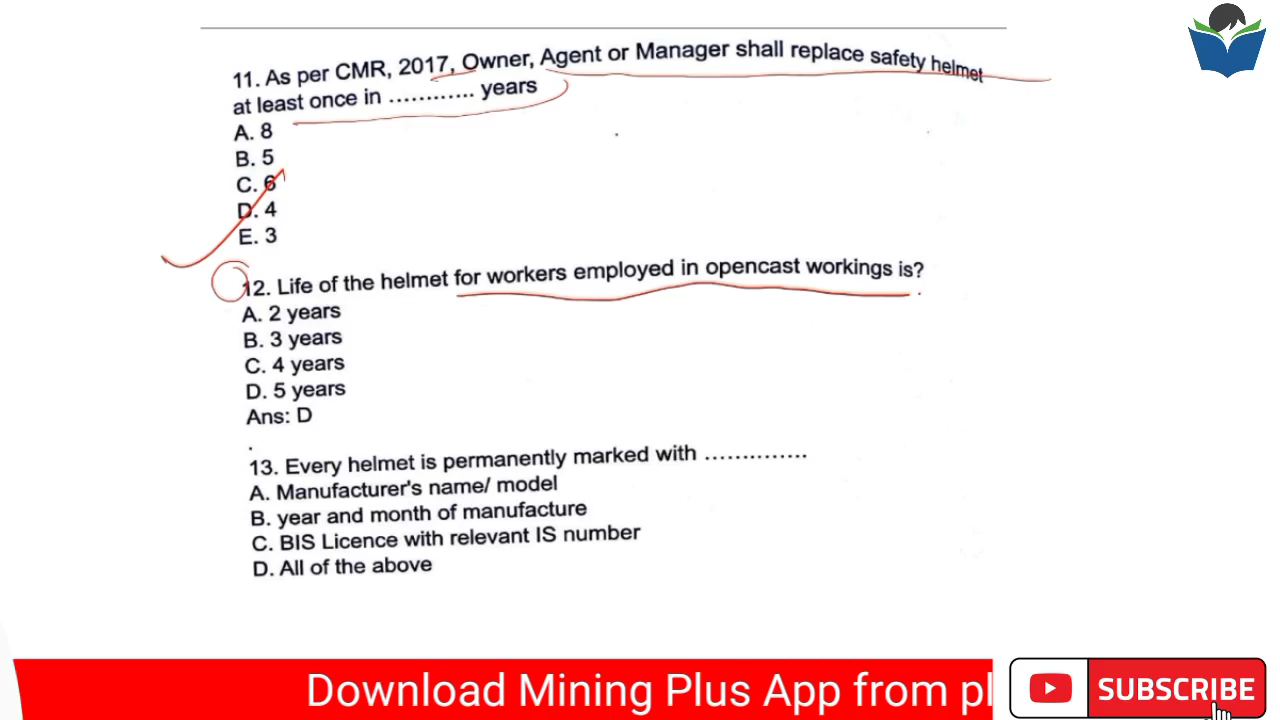 11. As per CMR, 2017, Owner, Agent or Manager shall replace safety helmet
at least once in ............ years
A. 8
B. 5
C. 6
D. 4
E. 3
12. Life of the helmet for workers employed in opencast workings is?
A. 2 years
B. 3 years
C. 4 years
D. 5 years
Ans: D
13. Every helmet is permanently marked with ..............
A. Manufacturer's name/ model
B. year and month of manufacture
C. BIS Licence with relevant IS number
D. All of the above
Download Mining Plus App from pl
SUBSCRIBE